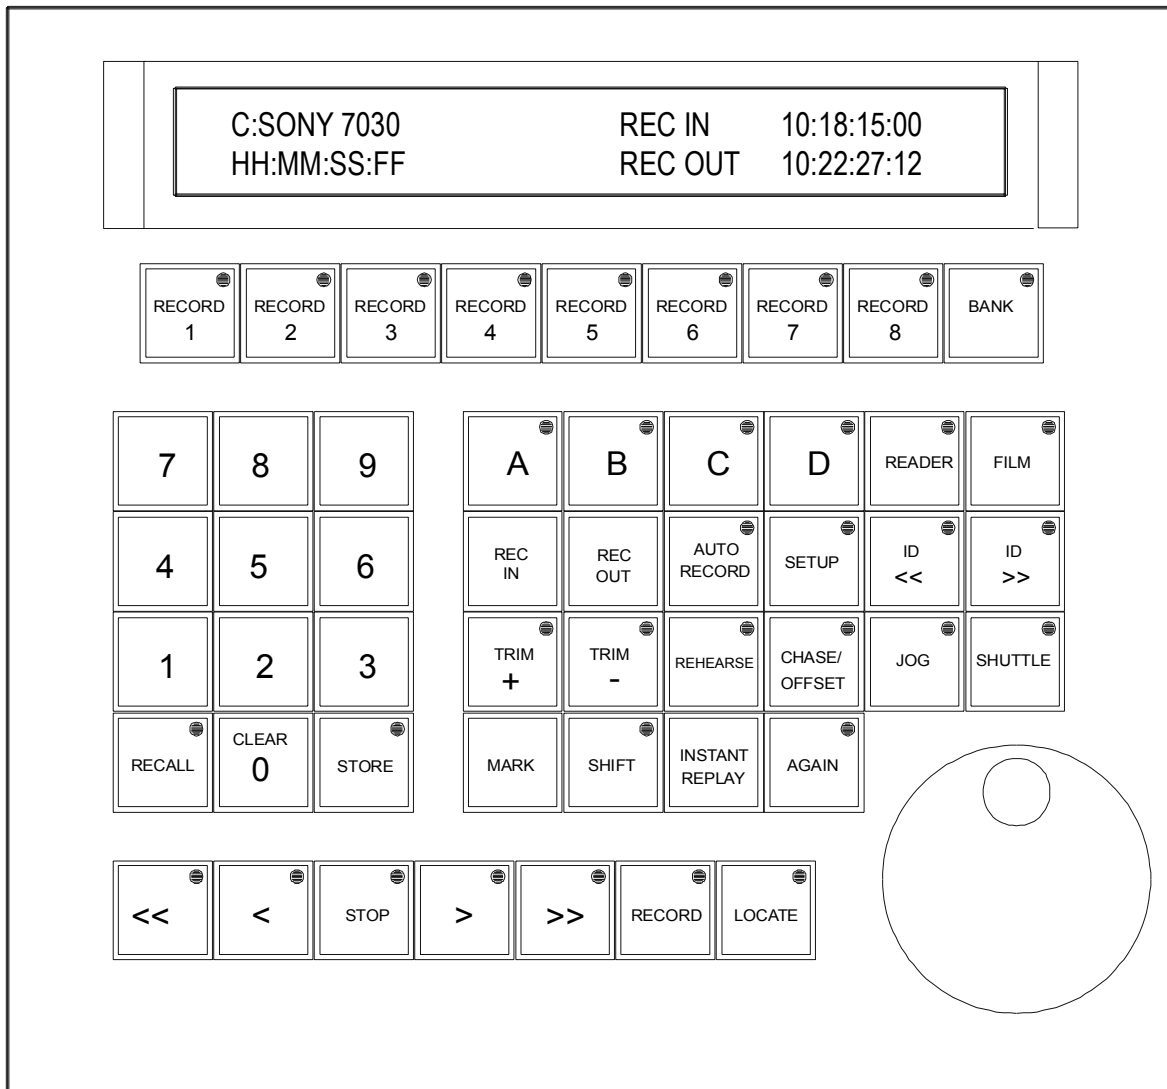 C:SONY 7030 REC IN 10:18:15:00
HH:MM:SS:FF REC OUT 10:22:27:12
RECORD 1
RECORD 2
RECORD 3
RECORD 4
RECORD 5
RECORD 6
RECORD 7
RECORD 8
BANK
7 8 9
4 5 6
1 2 3
RECALL
CLEAR
0
STORE
A B C D READER FILM
REC
IN
REC
OUT
AUTO
RECORD
SETUP
ID
<<
ID
>>
TRIM
+
TRIM
-
REHEARSE
CHASE/
OFFSET
JOG
SHUTTLE
MARK
SHIFT
INSTANT
REPLAY
AGAIN
<< < STOP > >> RECORD LOCATE